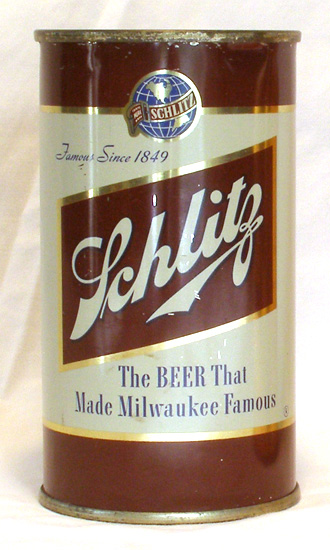 SCHLITZ
Famous Since 1849
Schlitz
The BEER That
Made Milwaukee Famous
®